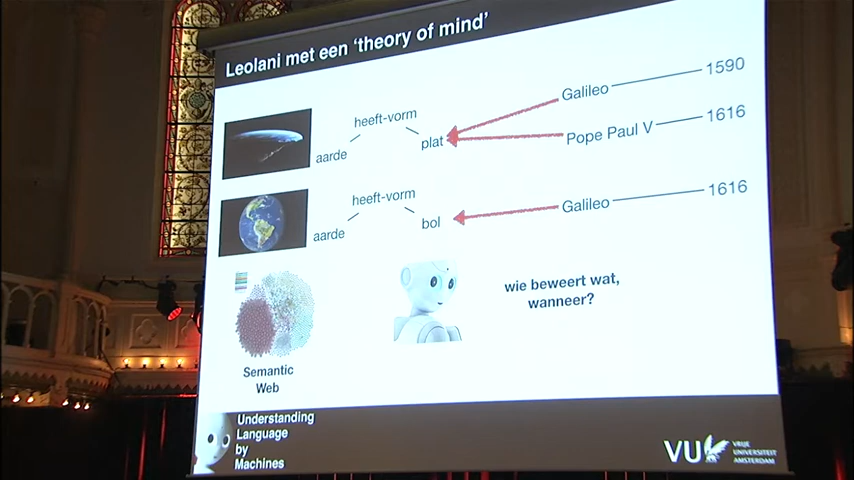 Leolani met een 'theory of mind'
heeft-vorm
aarde
plat
Galileo
1590
Pope Paul V
1616
heeft-vorm
aarde
bol
Galileo
1616
wie beweert wat,
wanneer?
Semantic
Web
Understanding
Language
by
Machines
VU
VRIJE
UNIVERSITEIT
AMSTERDAM